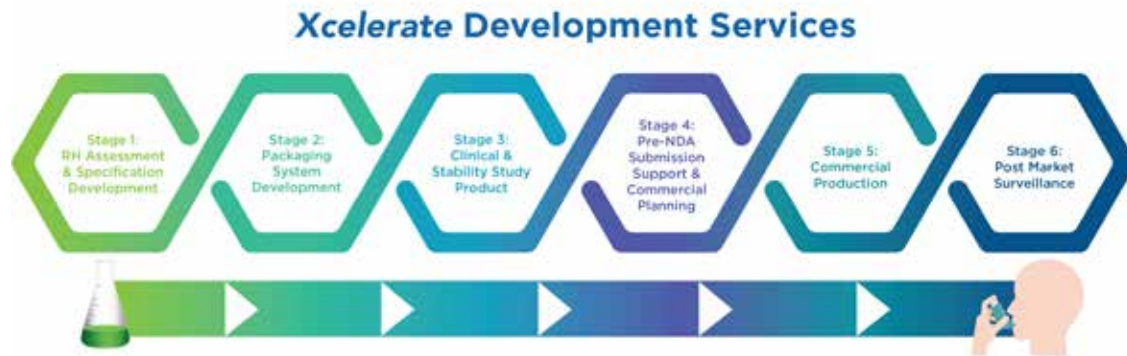 Xcelerate Development Services
Stage 1:
RH Assessment
& Specification
Development
Stage 2:
Packaging
System
Development
Stage 3:
Clinical &
Stability Study
Product
Stage 4:
Pre-NDA
Submission
Support &
Commercial
Planning
Stage 5:
Commercial
Production
Stage 6:
Post Market
Surveillance